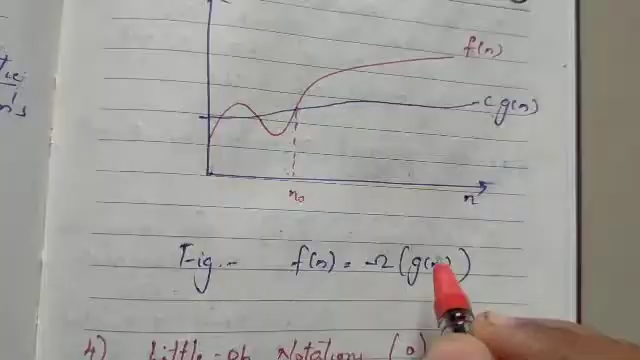 f(n)
c g(n)
n₀
n
Fig.- f(n) = Ω(g(n))
4) Little-oh Notation (o)